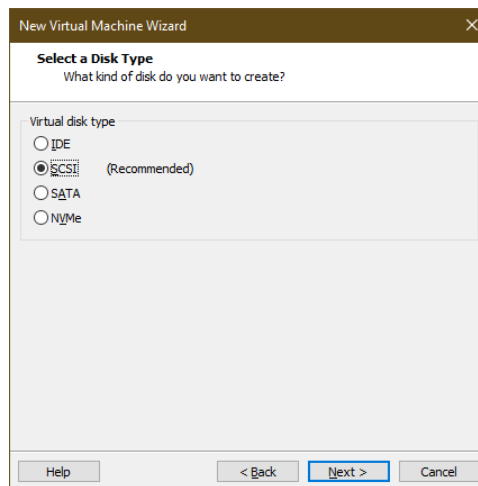 New Virtual Machine Wizard
Select a Disk Type
What kind of disk do you want to create?
Virtual disk type
IDE
SCSI (Recommended)
SATA
NVMe
Help < Back Next > Cancel